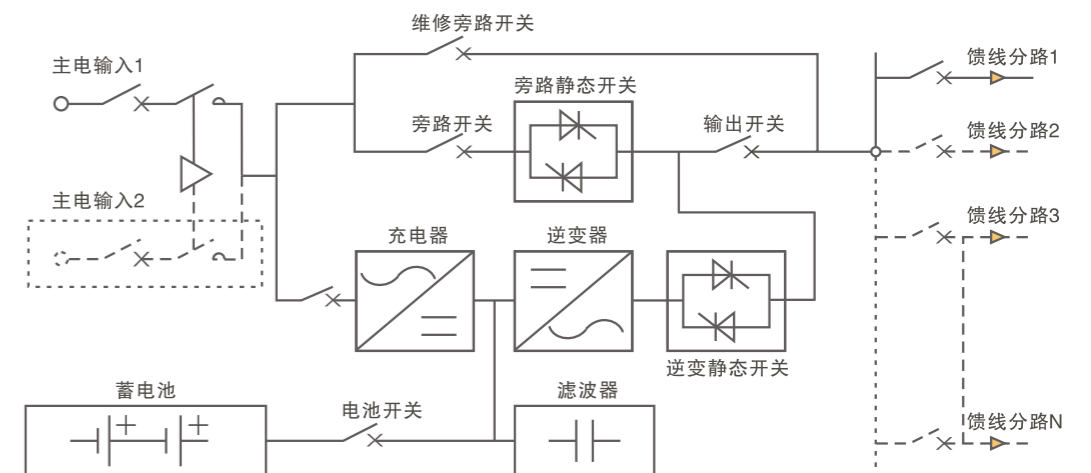 维修旁路开关
主电输入1
馈线分路1
旁路静态开关
旁路开关
输出开关
馈线分路2
主电输入2
馈线分路3
充电器
逆变器
逆变静态开关
蓄电池
电池开关
滤波器
馈线分路N